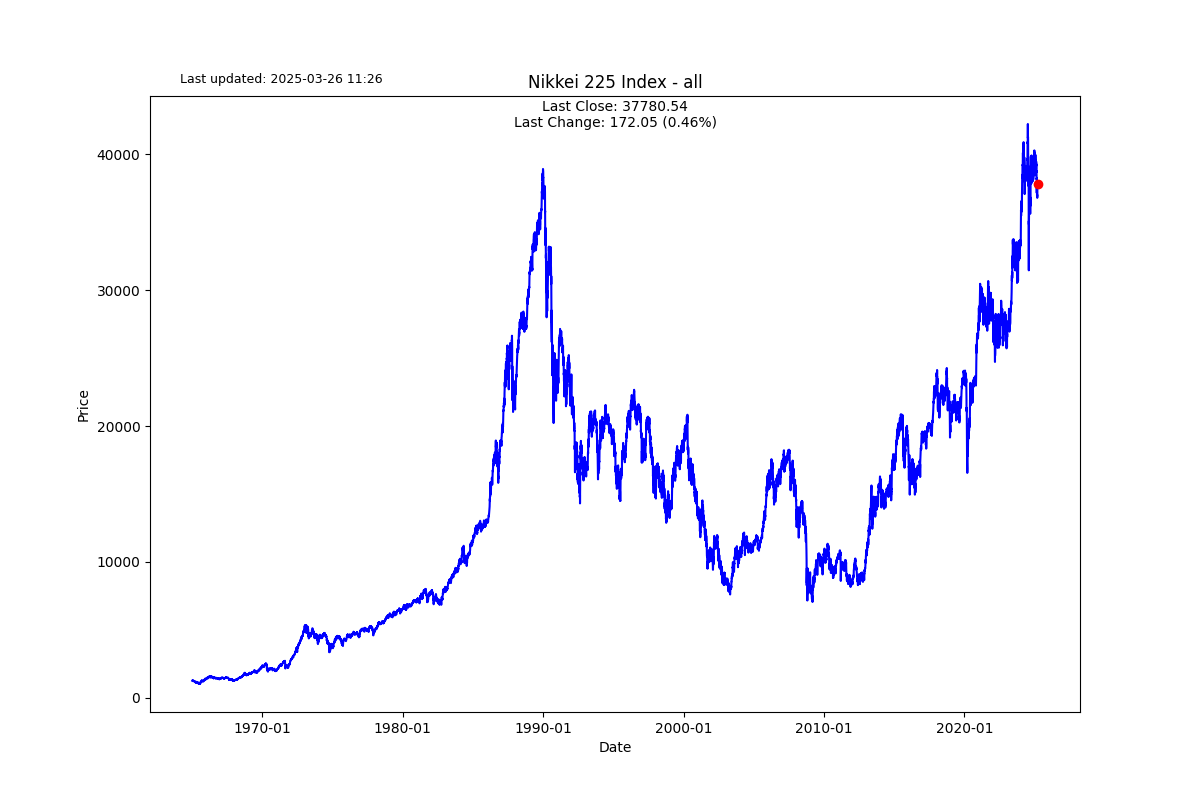 Last updated: 2025-03-26 11:26
Nikkei 225 Index - all
Last Close: 37780.54
Last Change: 172.05 (0.46%)
40000
30000
20000
10000
0
Price
1970-01
1980-01
1990-01
2000-01
2010-01
2020-01
Date